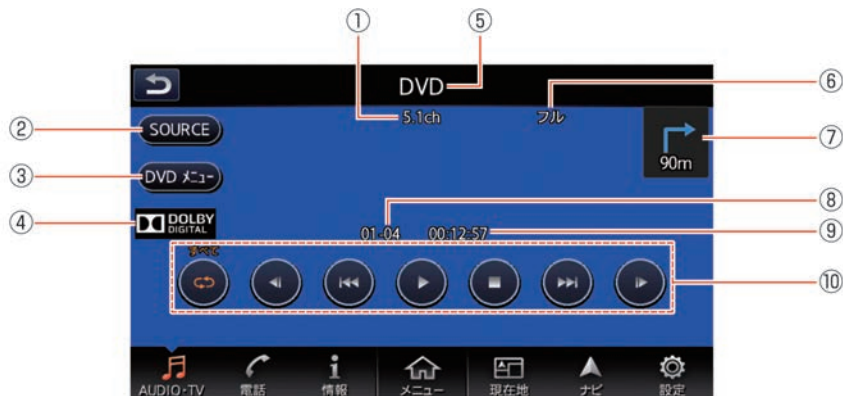 ① ⑤
DVD
⑥
5.1ch フル
② SOURCE
90m ⑦
③ DVD メニュー
⑧
④ DOLBY
DIGITAL
01-04 00:12:57 ⑨
すべて
⑩
AUDIO・TV 電話 情報 メニュー 現在地 ナビ 設定